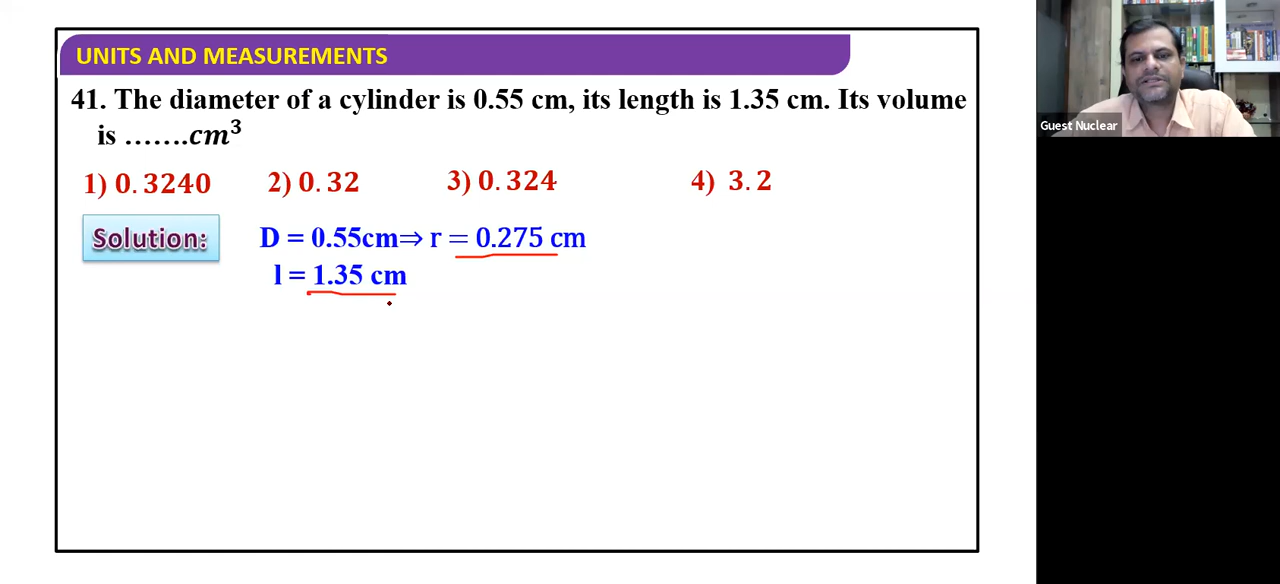 UNITS AND MEASUREMENTS
41. The diameter of a cylinder is 0.55 cm, its length is 1.35 cm. Its volume
is .......cm³
1) 0.3240 2) 0.32 3) 0.324 4) 3.2
Solution: D = 0.55cm⇒ r = 0.275 cm
l = 1.35 cm
Guest Nuclear